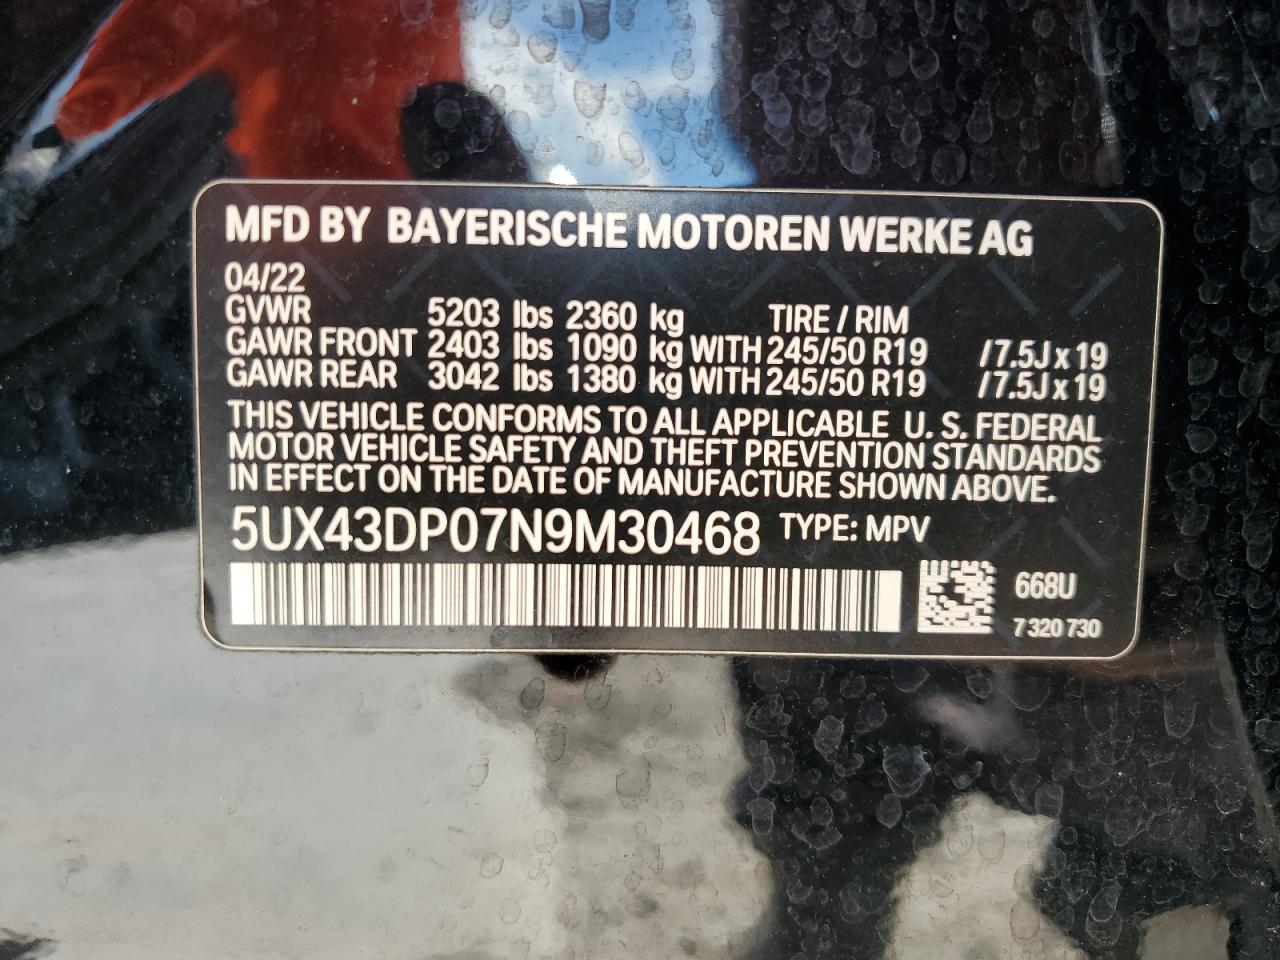 MFD BY BAYERISCHE MOTOREN WERKE AG
04/22
GVWR 5203 lbs 2360 kg TIRE / RIM
GAWR FRONT 2403 lbs 1090 kg WITH 245/50 R19 /7.5J x 19
GAWR REAR 3042 lbs 1380 kg WITH 245/50 R19 /7.5J x 19
THIS VEHICLE CONFORMS TO ALL APPLICABLE U. S. FEDERAL
MOTOR VEHICLE SAFETY AND THEFT PREVENTION STANDARDS
IN EFFECT ON THE DATE OF MANUFACTURE SHOWN ABOVE.
5UX43DP07N9M30468 TYPE: MPV
668U
7 320 730